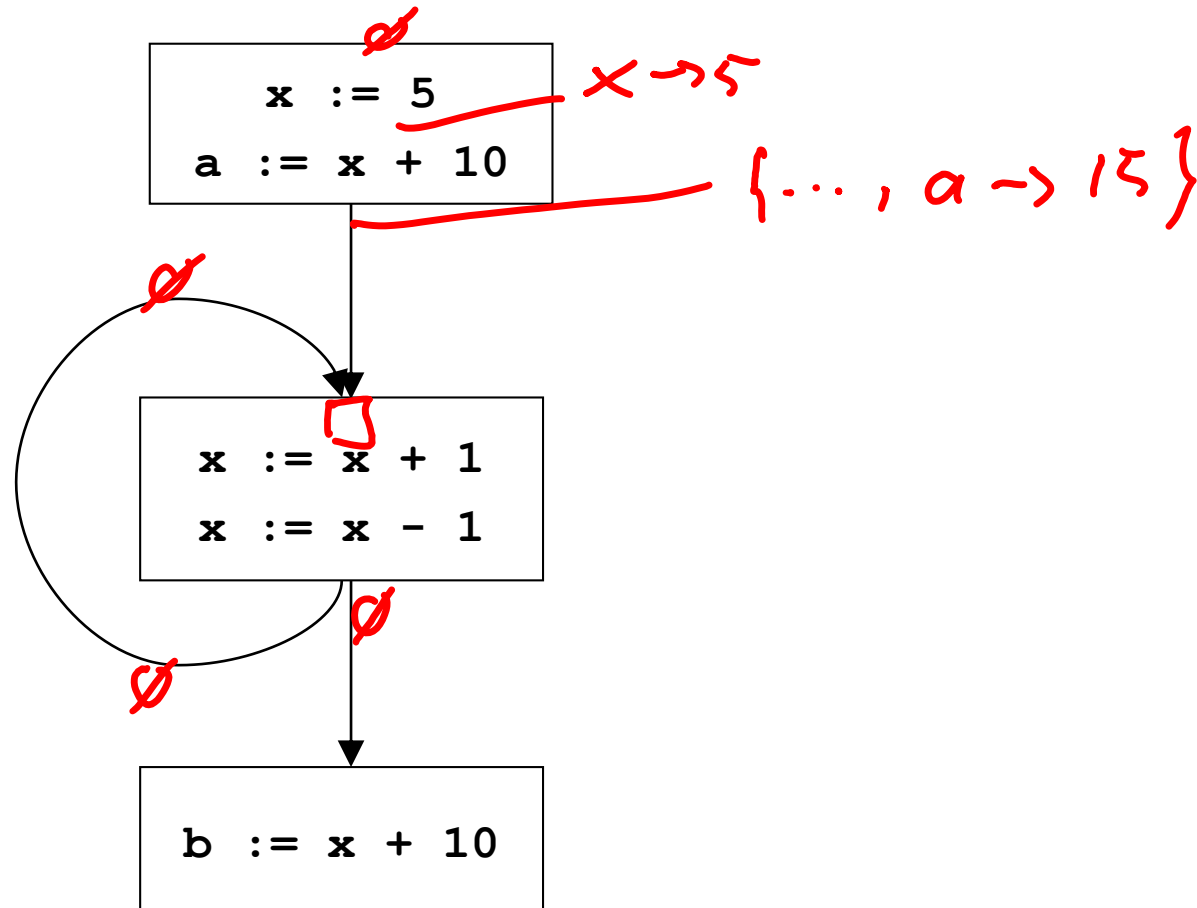 ∅
x := 5
x → 5
a := x + 10
{..., a → 15}
∅
x := x + 1
x := x - 1
∅
∅
b := x + 10